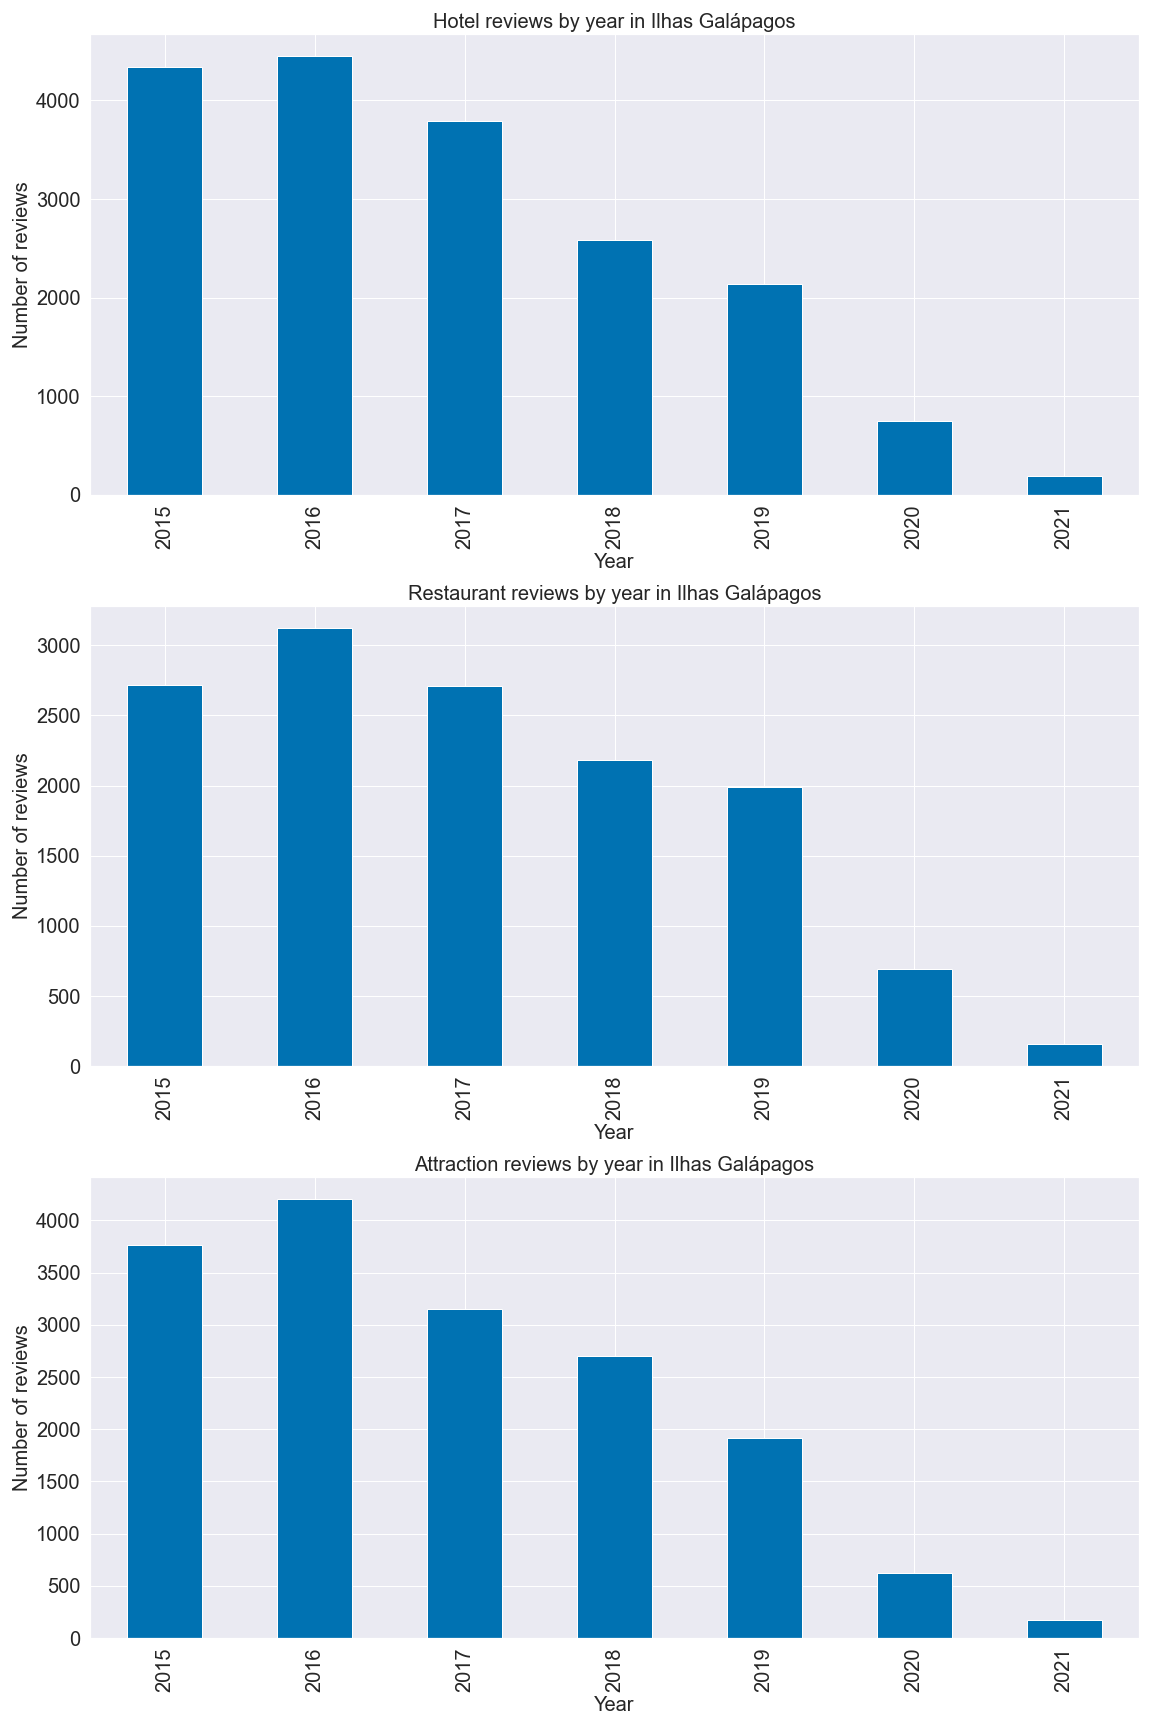 Hotel reviews by year in Ilhas Galápagos
Number of reviews
4000
3000
2000
1000
0
2015 2016 2017 2018 2019 2020 2021
Year
Restaurant reviews by year in Ilhas Galápagos
Number of reviews
3000
2500
2000
1500
1000
500
0
2015 2016 2017 2018 2019 2020 2021
Year
Attraction reviews by year in Ilhas Galápagos
Number of reviews
4000
3500
3000
2500
2000
1500
1000
500
0
2015 2016 2017 2018 2019 2020 2021
Year